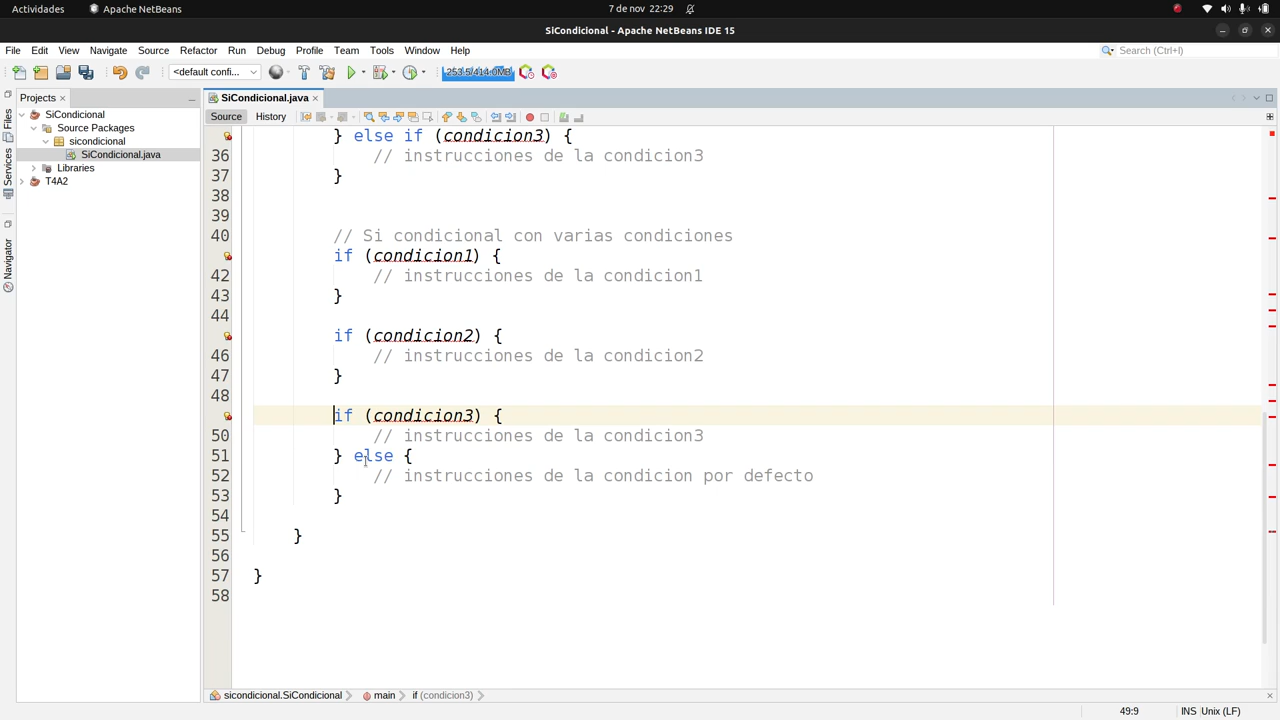 Actividades Apache NetBeans 7 de nov 22:29
SiCondicional - Apache NetBeans IDE 15
File Edit View Navigate Source Refactor Run Debug Profile Team Tools Window Help Search (Ctrl+I)
<default confi... 253.5/414.0MB
Projects SiCondicional.java
Files
Services
Navigator
SiCondicional
Source Packages
sicondicional
SiCondicional.java
Libraries
T4A2
Source History
} else if (condicion3) {
36 // instrucciones de la condicion3
37 }
38
39
40 // Si condicional con varias condiciones
if (condicion1) {
42 // instrucciones de la condicion1
43 }
44
if (condicion2) {
46 // instrucciones de la condicion2
47 }
48
if (condicion3) {
50 // instrucciones de la condicion3
51 } else {
52 // instrucciones de la condicion por defecto
53 }
54
55 }
56
57 }
58
sicondicional.SiCondicional main if (condicion3)
49:9 INS Unix (LF)